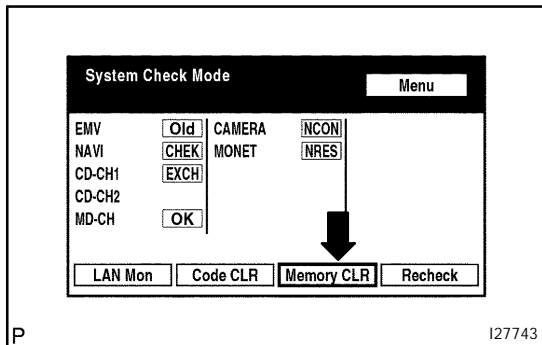 System Check Mode
Menu
EMV Old CAMERA NCON
NAVI CHEK MONET NRES
CD-CH1 EXCH
CD-CH2
MD-CH OK
LAN Mon Code CLR Memory CLR Recheck
P I27743